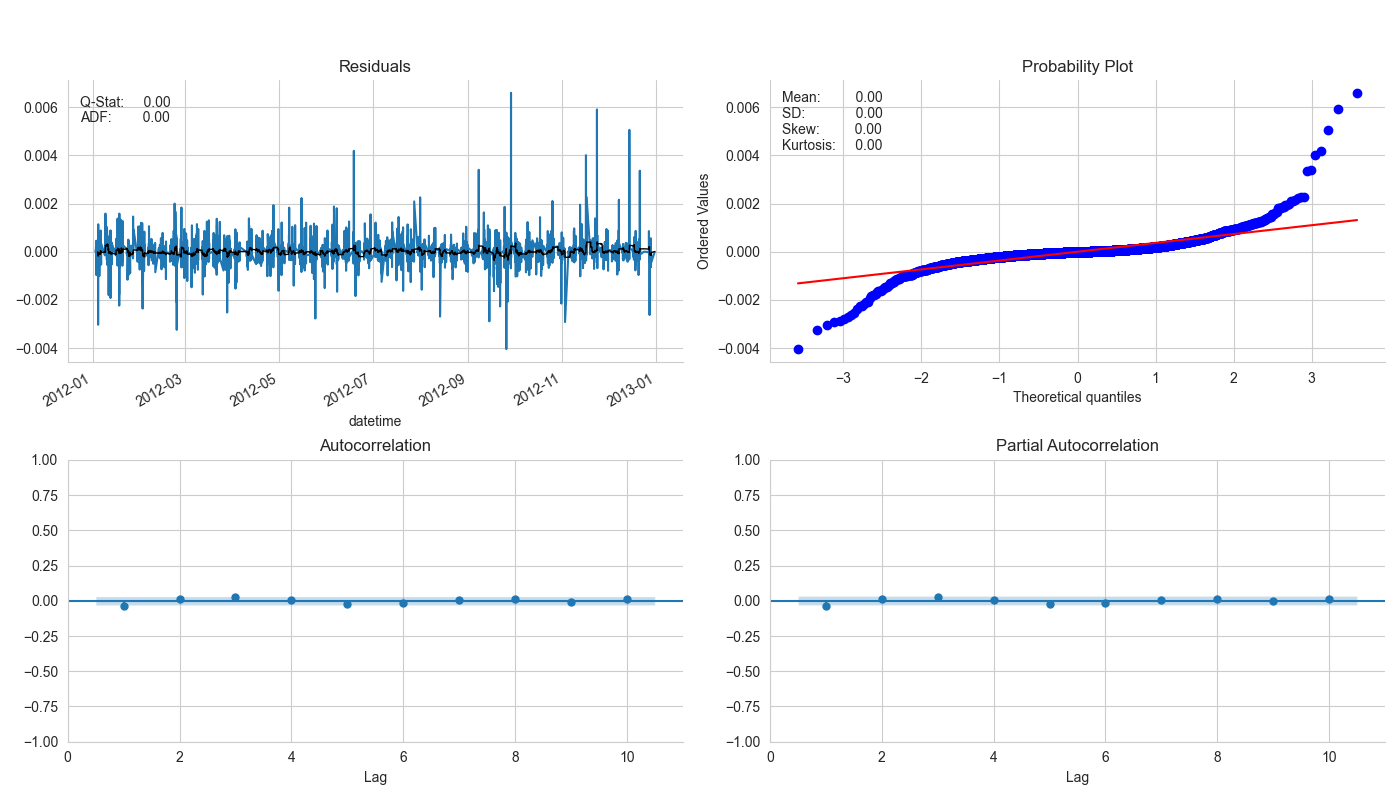 Residuals
Q-Stat: 0.00
ADF: 0.00
0.006
0.004
0.002
0.000
−0.002
−0.004
2012-01
2012-03
2012-05
2012-07
2012-09
2012-11
2013-01
datetime
Probability Plot
Mean: 0.00
SD: 0.00
Skew: 0.00
Kurtosis: 0.00
Ordered Values
0.006
0.004
0.002
0.000
−0.002
−0.004
−3 −2 −1 0 1 2 3
Theoretical quantiles
Autocorrelation
1.00
0.75
0.50
0.25
0.00
−0.25
−0.50
−0.75
−1.00
0 2 4 6 8 10
Lag
Partial Autocorrelation
1.00
0.75
0.50
0.25
0.00
−0.25
−0.50
−0.75
−1.00
0 2 4 6 8 10
Lag